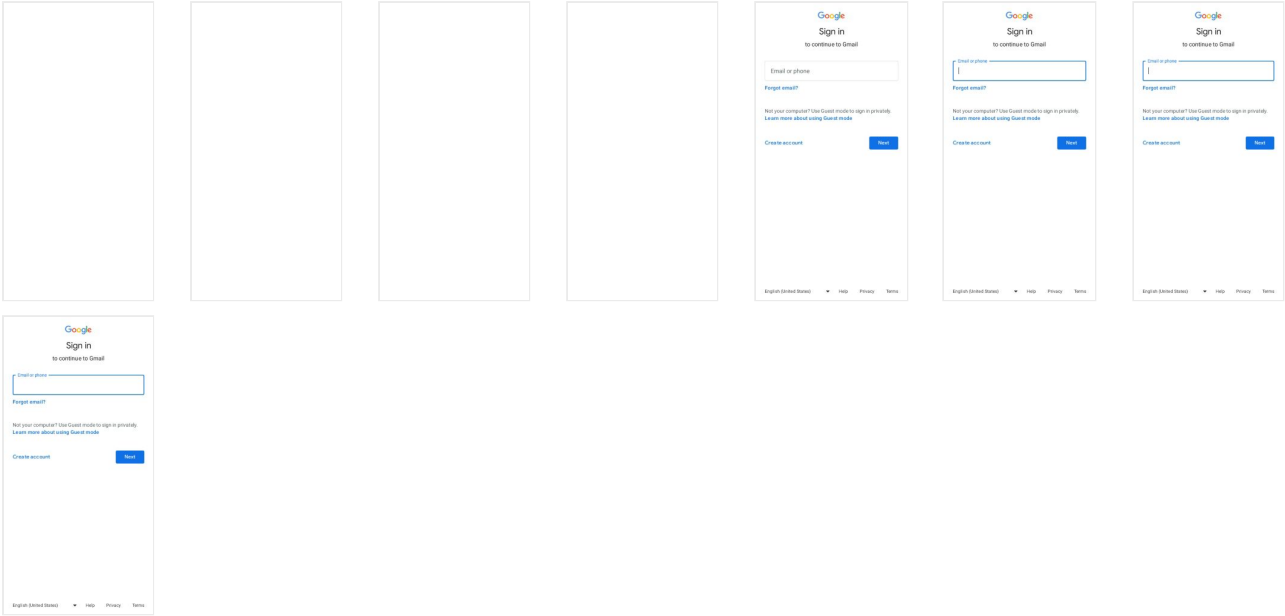 Google
Sign in
to continue to Gmail
Email or phone
Forgot email?
Not your computer? Use Guest mode to sign in privately.
Learn more about using Guest mode
Create account
Next
English (United States)
Help
Privacy
Terms
Google
Sign in
to continue to Gmail
Email or phone
Forgot email?
Not your computer? Use Guest mode to sign in privately.
Learn more about using Guest mode
Create account
Next
English (United States)
Help
Privacy
Terms
Google
Sign in
to continue to Gmail
Email or phone
Forgot email?
Not your computer? Use Guest mode to sign in privately.
Learn more about using Guest mode
Create account
Next
English (United States)
Help
Privacy
Terms
Google
Sign in
to continue to Gmail
Email or phone
Forgot email?
Not your computer? Use Guest mode to sign in privately.
Learn more about using Guest mode
Create account
Next
English (United States)
Help
Privacy
Terms